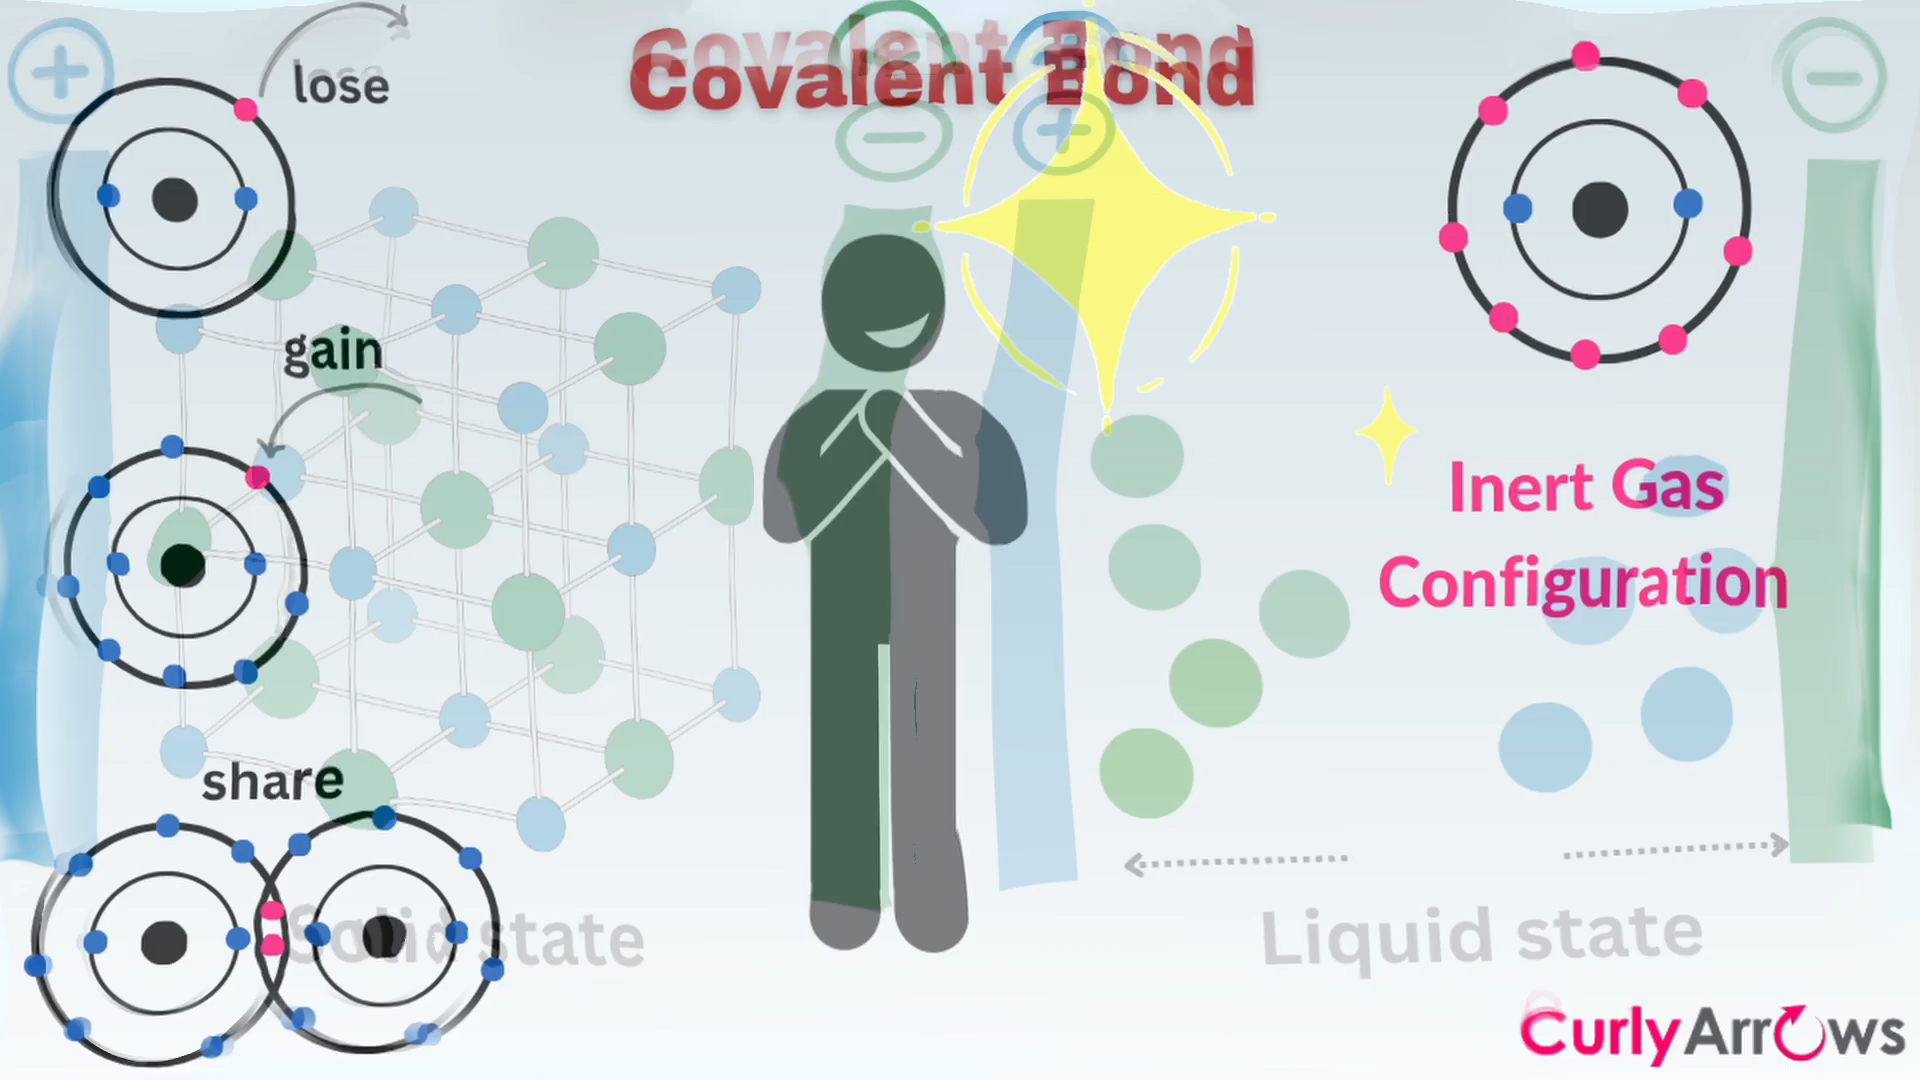 Covalent Bond
lose
gain
share
Inert Gas
Configuration
Solid state
Liquid state
CurlyArrows